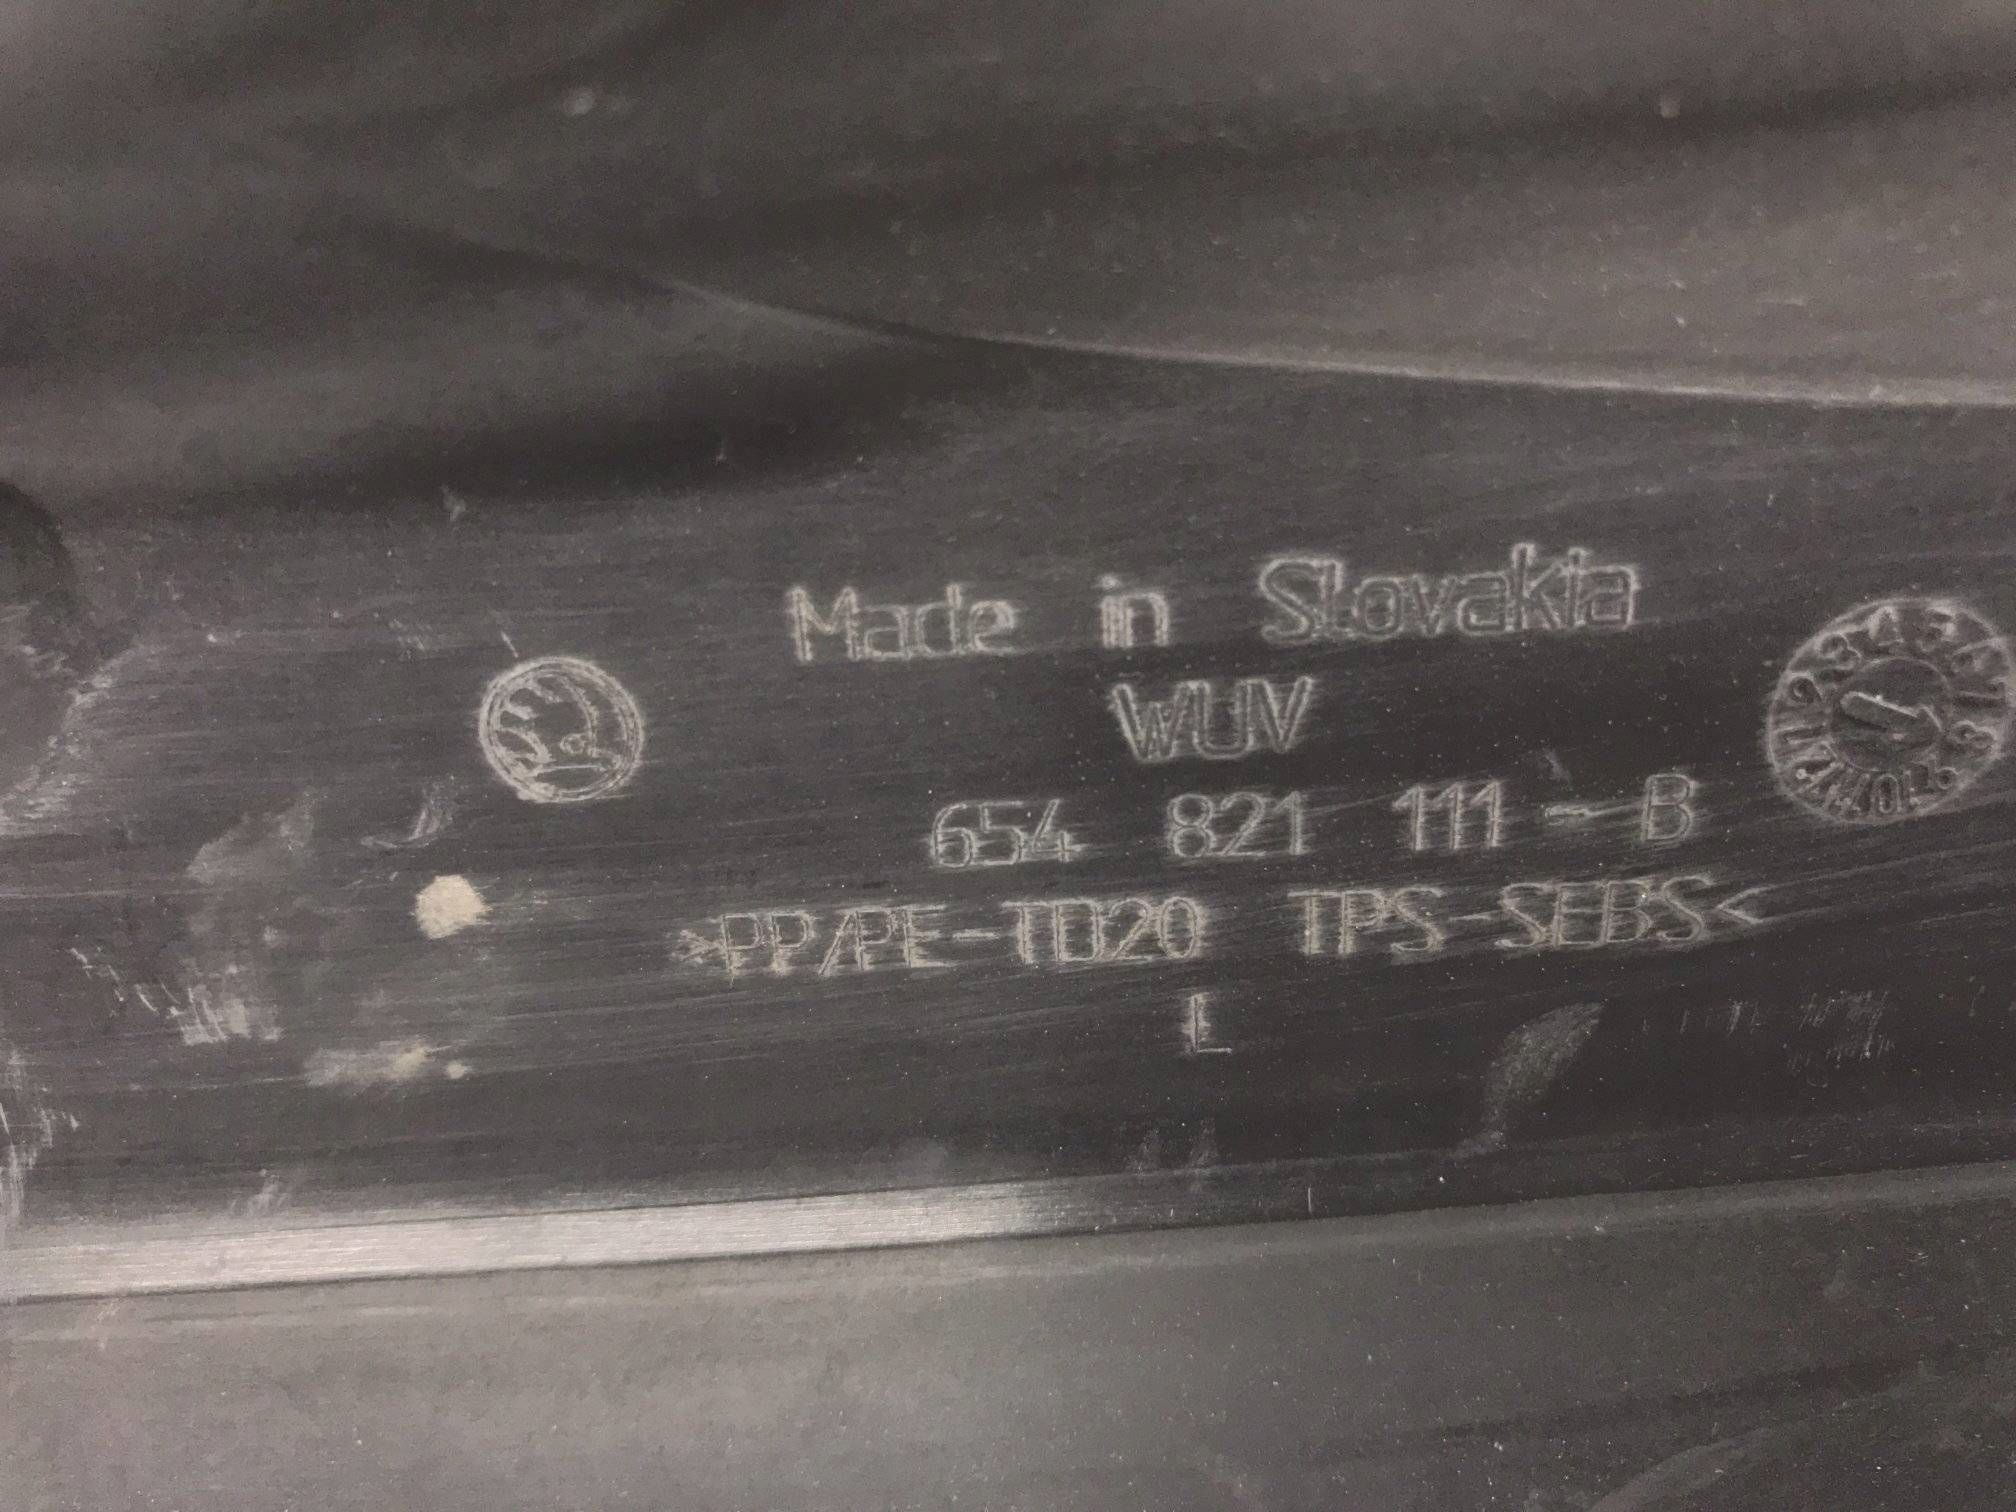 Made in Slovakia
WUV
654 821 111 - B
>PP/PE-TD20 TPS-SEBS<
L